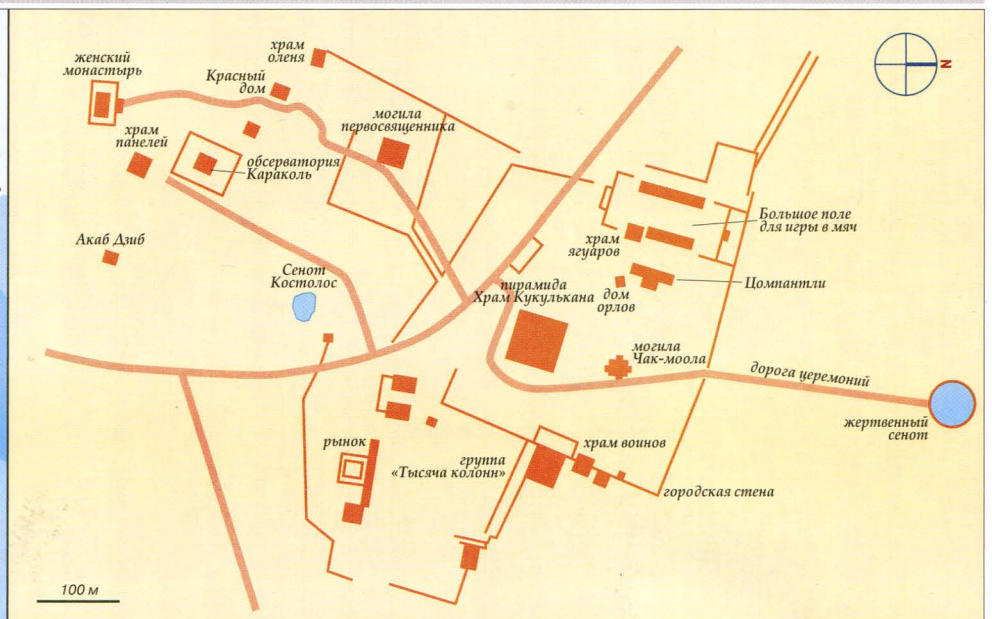 храм
оленя
женский
монастырь
Красный
дом
N
могила
первосвященника
храм
панелей
обсерватория
Караколь
Большое поле
для игры в мяч
Акаб Дзиб
храм
ягуаров
Сенот
Костолос
пирамида
Храм Кукулькана
дом
орлов
Цомпантли
могила
Чак-моола
дорога церемоний
жертвенный
сенот
рынок
группа
«Тысяча колонн»
храм воинов
городская стена
100 м